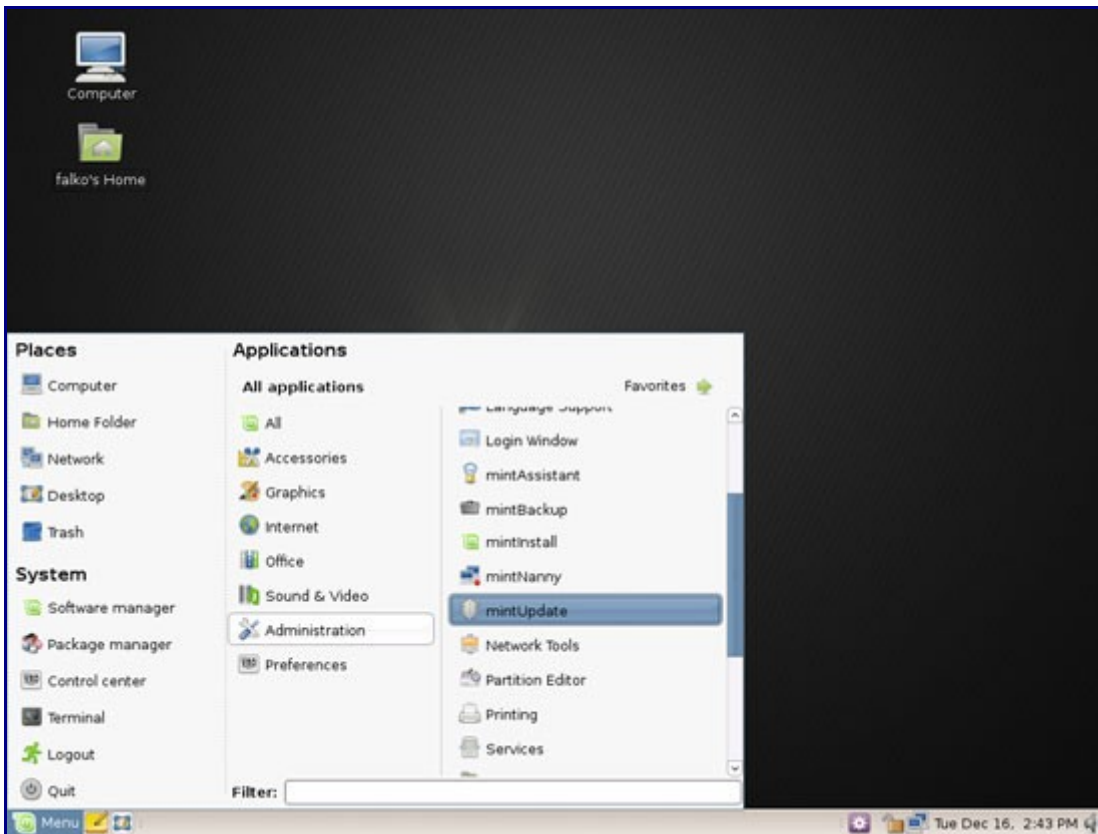 Computer
falko's Home
Places
Computer
Home Folder
Network
Desktop
Trash
System
Software manager
Package manager
Control center
Terminal
Logout
Quit
Applications
All applications
Favorites
All
Accessories
Graphics
Internet
Office
Sound & Video
Administration
Preferences
Language Support
Login Window
mintAssistant
mintBackup
mintInstall
mintNanny
mintUpdate
Network Tools
Partition Editor
Printing
Services
Filter:
Menu
Tue Dec 16, 2:43 PM